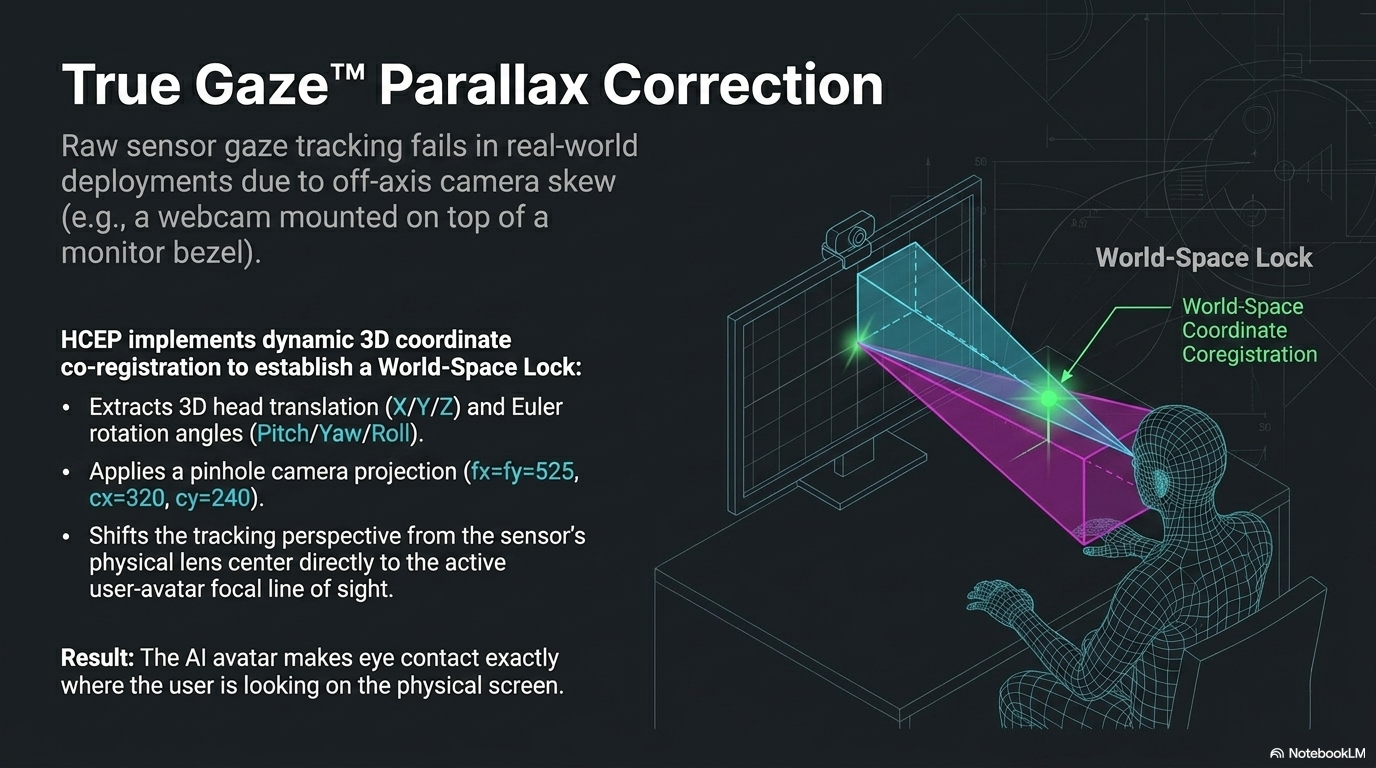 True Gaze™ Parallax Correction
Raw sensor gaze tracking fails in real-world
deployments due to off-axis camera skew
(e.g., a webcam mounted on top of a
monitor bezel).
HCEP implements dynamic 3D coordinate
co-registration to establish a World-Space Lock:
• Extracts 3D head translation (X/Y/Z) and Euler
rotation angles (Pitch/Yaw/Roll).
• Applies a pinhole camera projection (fx=fy=525,
cx=320, cy=240).
• Shifts the tracking perspective from the sensor's
physical lens center directly to the active
user-avatar focal line of sight.
Result: The AI avatar makes eye contact exactly
where the user is looking on the physical screen.
World-Space Lock
World-Space
Coordinate
Coregistration
50
50
NotebookLM